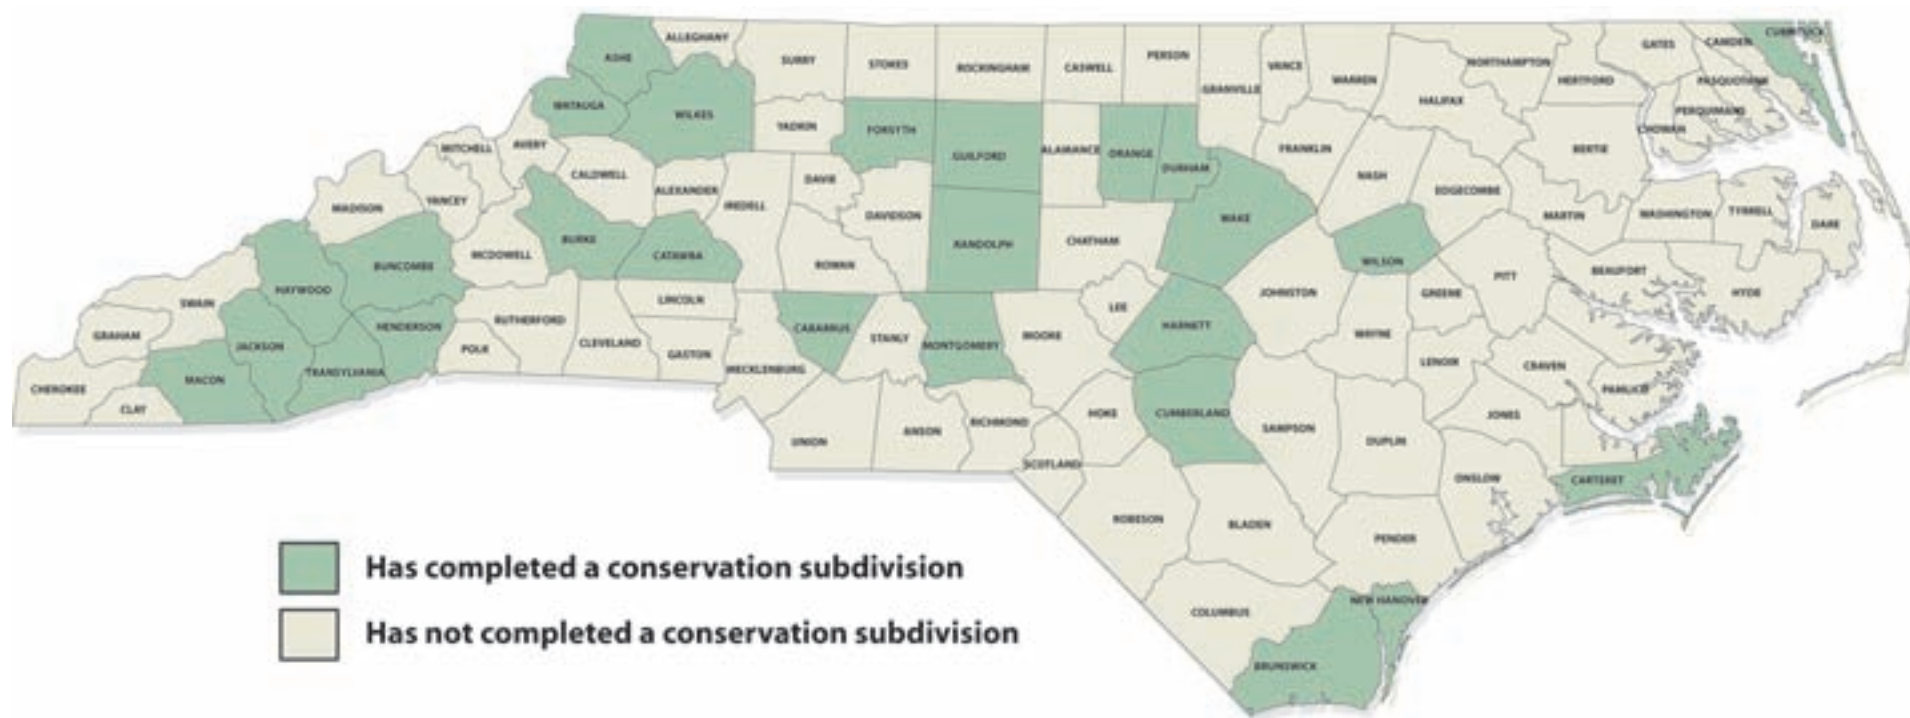 ASHE
ALLEGHANY
SURRY
STOKES
ROCKINGHAM
CASWELL
PERSON
GRANVILLE
VANCE
WARREN
NORTHAMPTON
HALIFAX
HERTFORD
GATES
CAMDEN
CURRITUCK
PASQUOTANK
PERQUIMANS
CHOWAN
WATAUGA
WILKES
YADKIN
FORSYTH
GUILFORD
ALAMANCE
ORANGE
DURHAM
FRANKLIN
NASH
EDGECOMBE
BERTIE
MITCHELL
AVERY
CALDWELL
ALEXANDER
IREDELL
DAVIE
DAVIDSON
RANDOLPH
CHATHAM
WAKE
WILSON
MARTIN
WASHINGTON
TYRRELL
DARE
MADISON
YANCEY
BUNCOMBE
MCDOWELL
BURKE
CATAWBA
ROWAN
LINCOLN
JOHNSTON
GREENE
PITT
BEAUFORT
HYDE
SWAIN
HAYWOOD
GRAHAM
JACKSON
HENDERSON
RUTHERFORD
POLK
CLEVELAND
GASTON
MECKLENBURG
CABARRUS
STANLY
MONTGOMERY
MOORE
LEE
HARNETT
WAYNE
LENOIR
CRAVEN
PAMLICO
CHEROKEE
CLAY
MACON
TRANSYLVANIA
UNION
ANSON
RICHMOND
SCOTLAND
HOKE
CUMBERLAND
SAMPSON
DUPLIN
JONES
ONSLOW
CARTERET
ROBESON
BLADEN
PENDER
COLUMBUS
NEW HANOVER
BRUNSWICK
Has completed a conservation subdivision
Has not completed a conservation subdivision